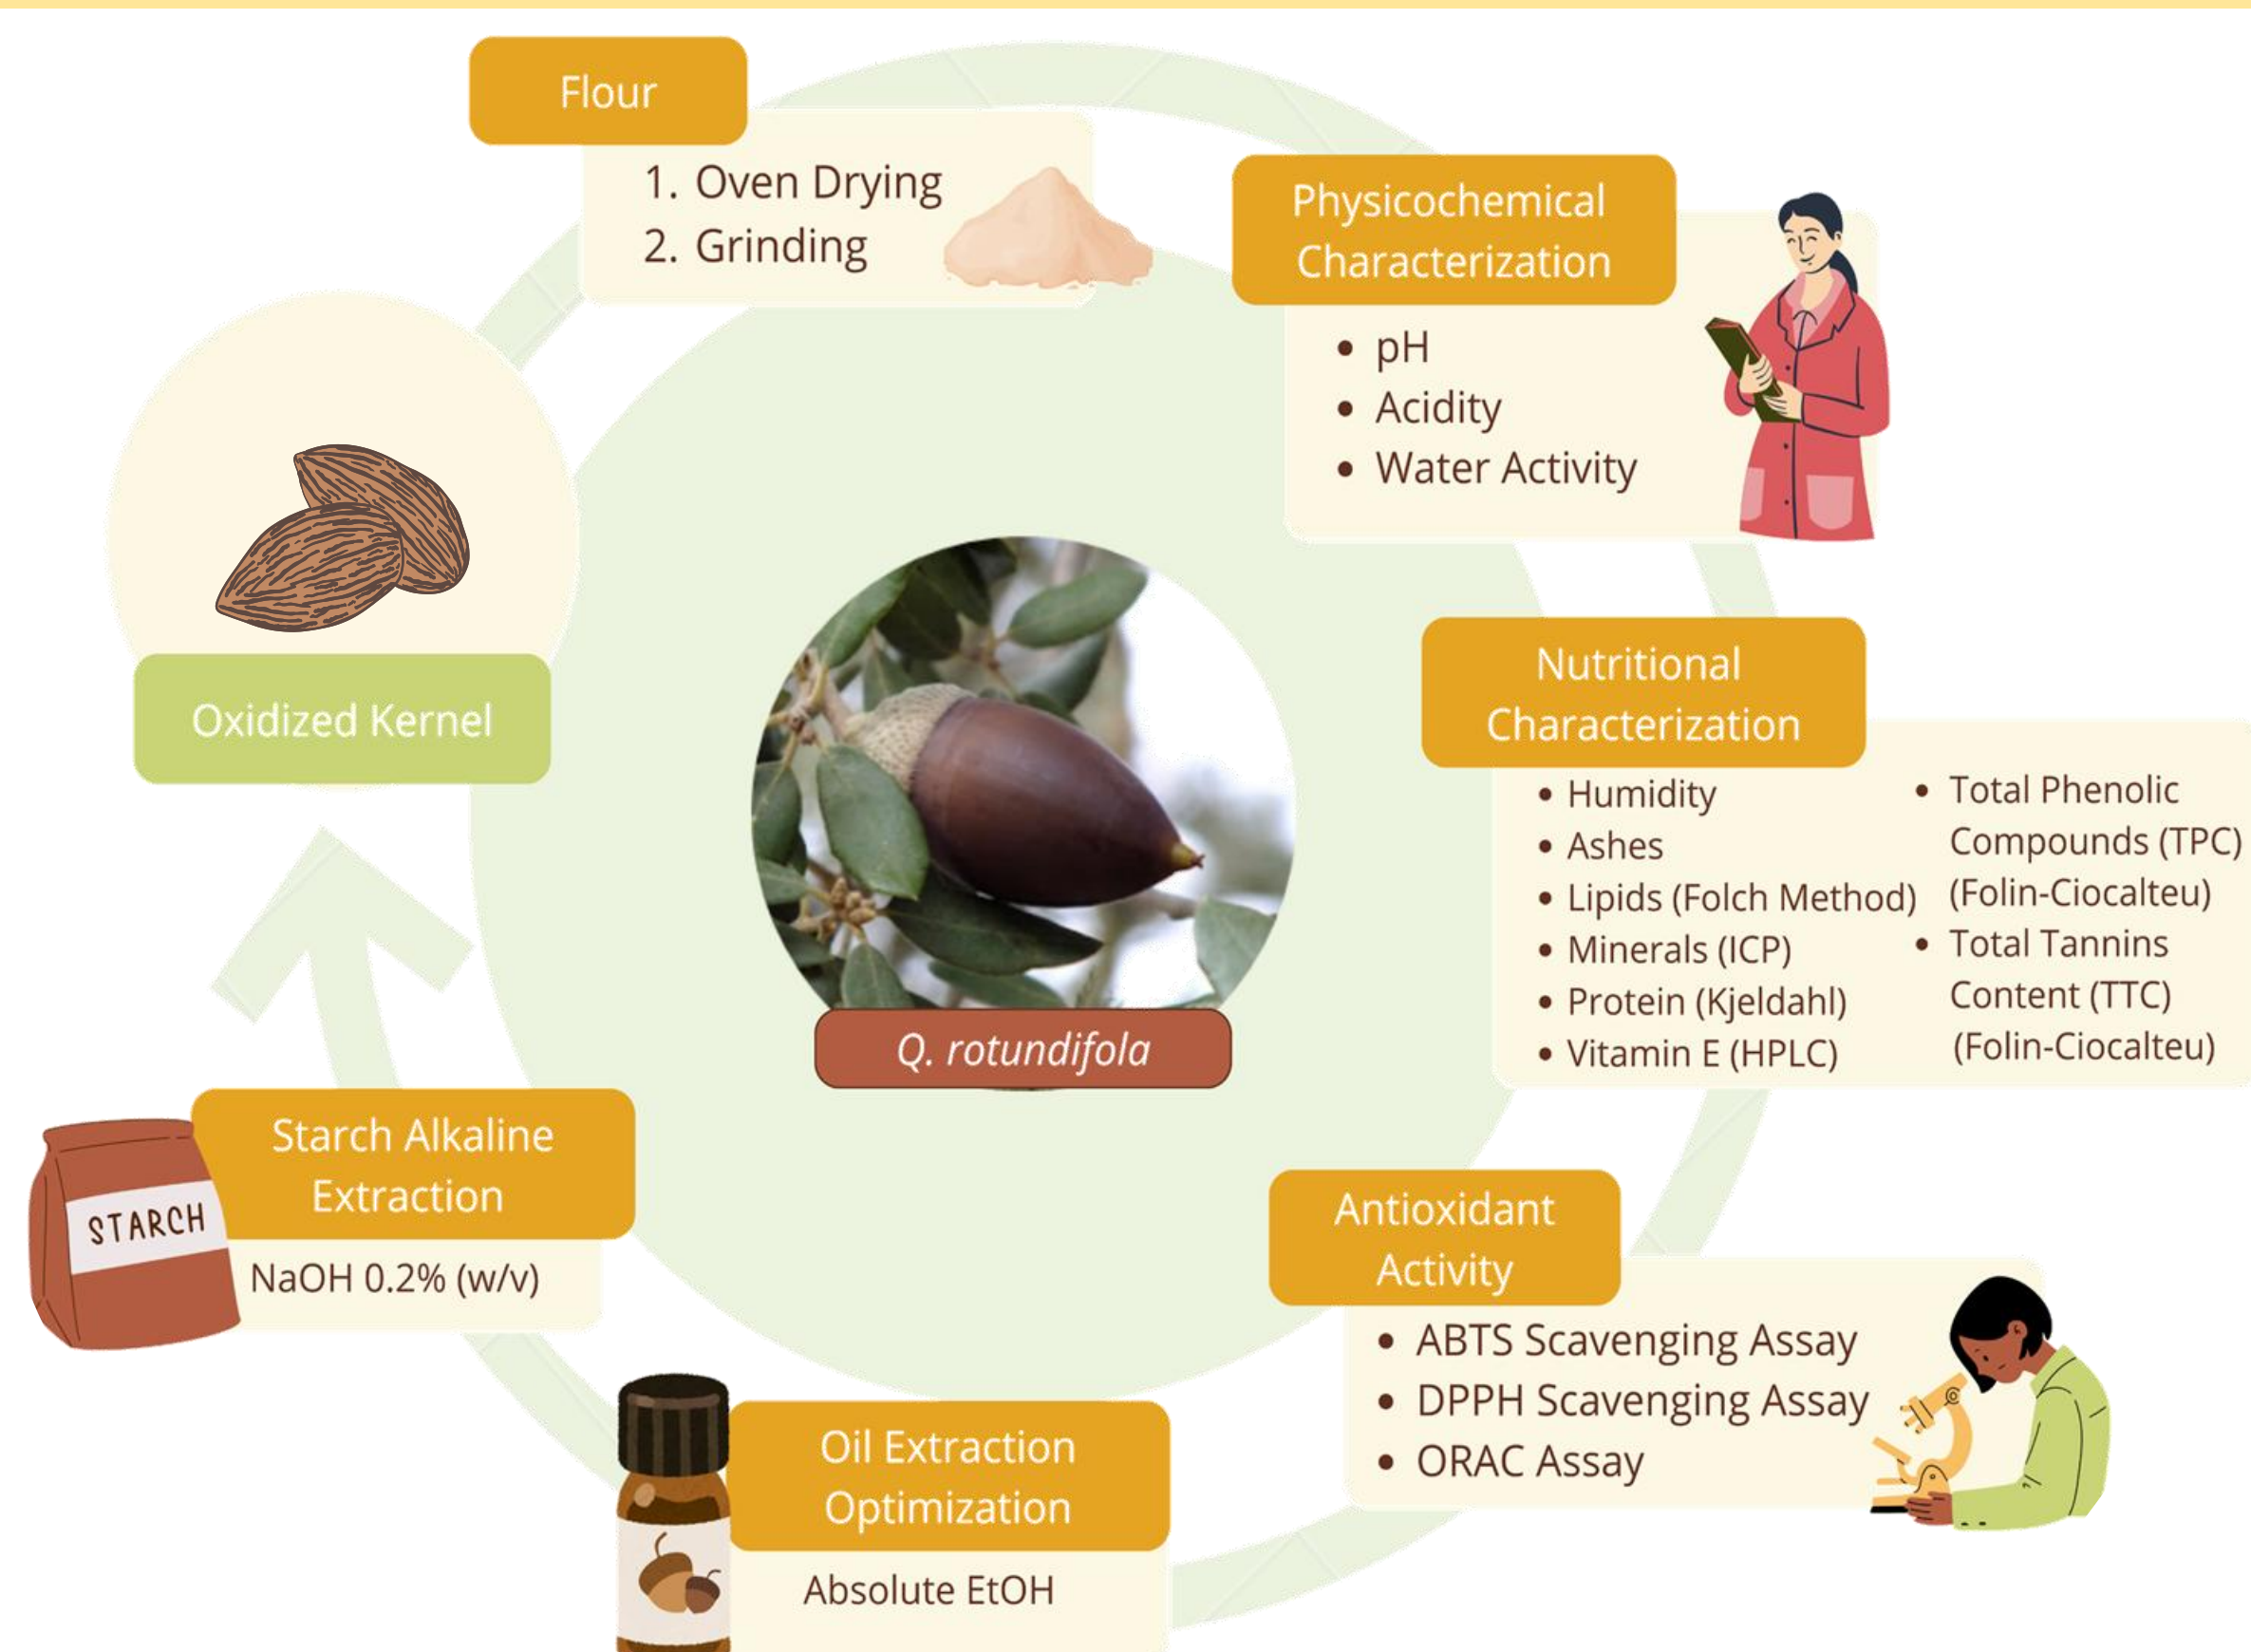 Flour
1. Oven Drying
2. Grinding
Physicochemical
Characterization
• pH
• Acidity
• Water Activity
Oxidized Kernel
Nutritional
Characterization
• Humidity
• Ashes
• Lipids (Folch Method)
• Minerals (ICP)
• Protein (Kjeldahl)
• Vitamin E (HPLC)
• Total Phenolic
Compounds (TPC)
(Folin-Ciocalteu)
• Total Tannins
Content (TTC)
(Folin-Ciocalteu)
Q. rotundifola
Starch Alkaline
Extraction
STARCH
NaOH 0.2% (w/v)
Antioxidant
Activity
• ABTS Scavenging Assay
• DPPH Scavenging Assay
• ORAC Assay
Oil Extraction
Optimization
Absolute EtOH